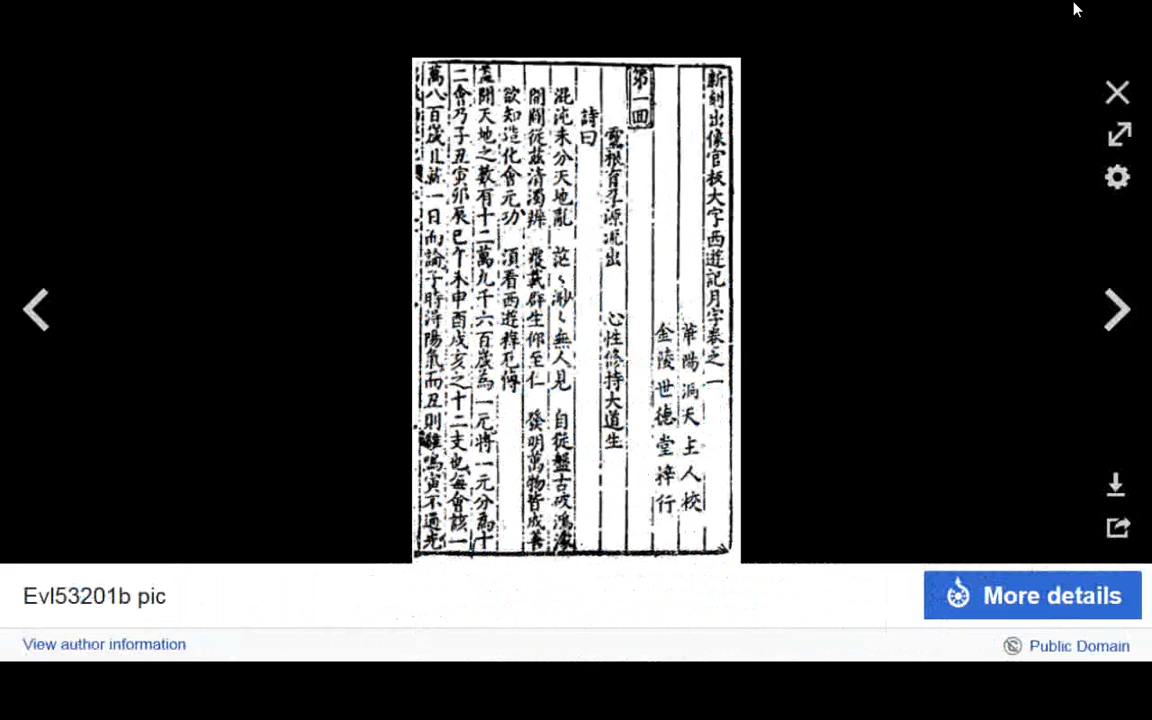 新刻出像官板大字西遊記月字卷之一
華陽洞天主人校
金陵世德堂梓行
第一回
靈根育孕源流出 心性修持大道生
詩曰
混沌未分天地亂 茫〻渺〻無人見 自從盤古破鴻濛
開闢從茲清濁辨 覆載群生仰至仁 發明萬物皆成善
欲知造化會元功 須看西遊釋厄傳
蓋聞天地之數有十二萬九千六百歲為一元將一元分為十
二會乃子丑寅卯辰巳午未申酉戌亥之十二支也每會該一
萬八百歲且就一日而論子時得陽氣而丑則雞鳴寅不通光
Evl53201b pic
More details
View author information
Public Domain